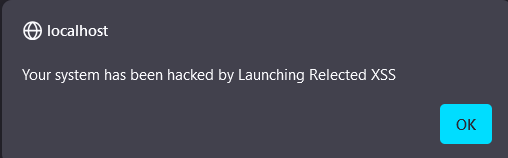 localhost
Your system has been hacked by Launching Relected XSS
OK